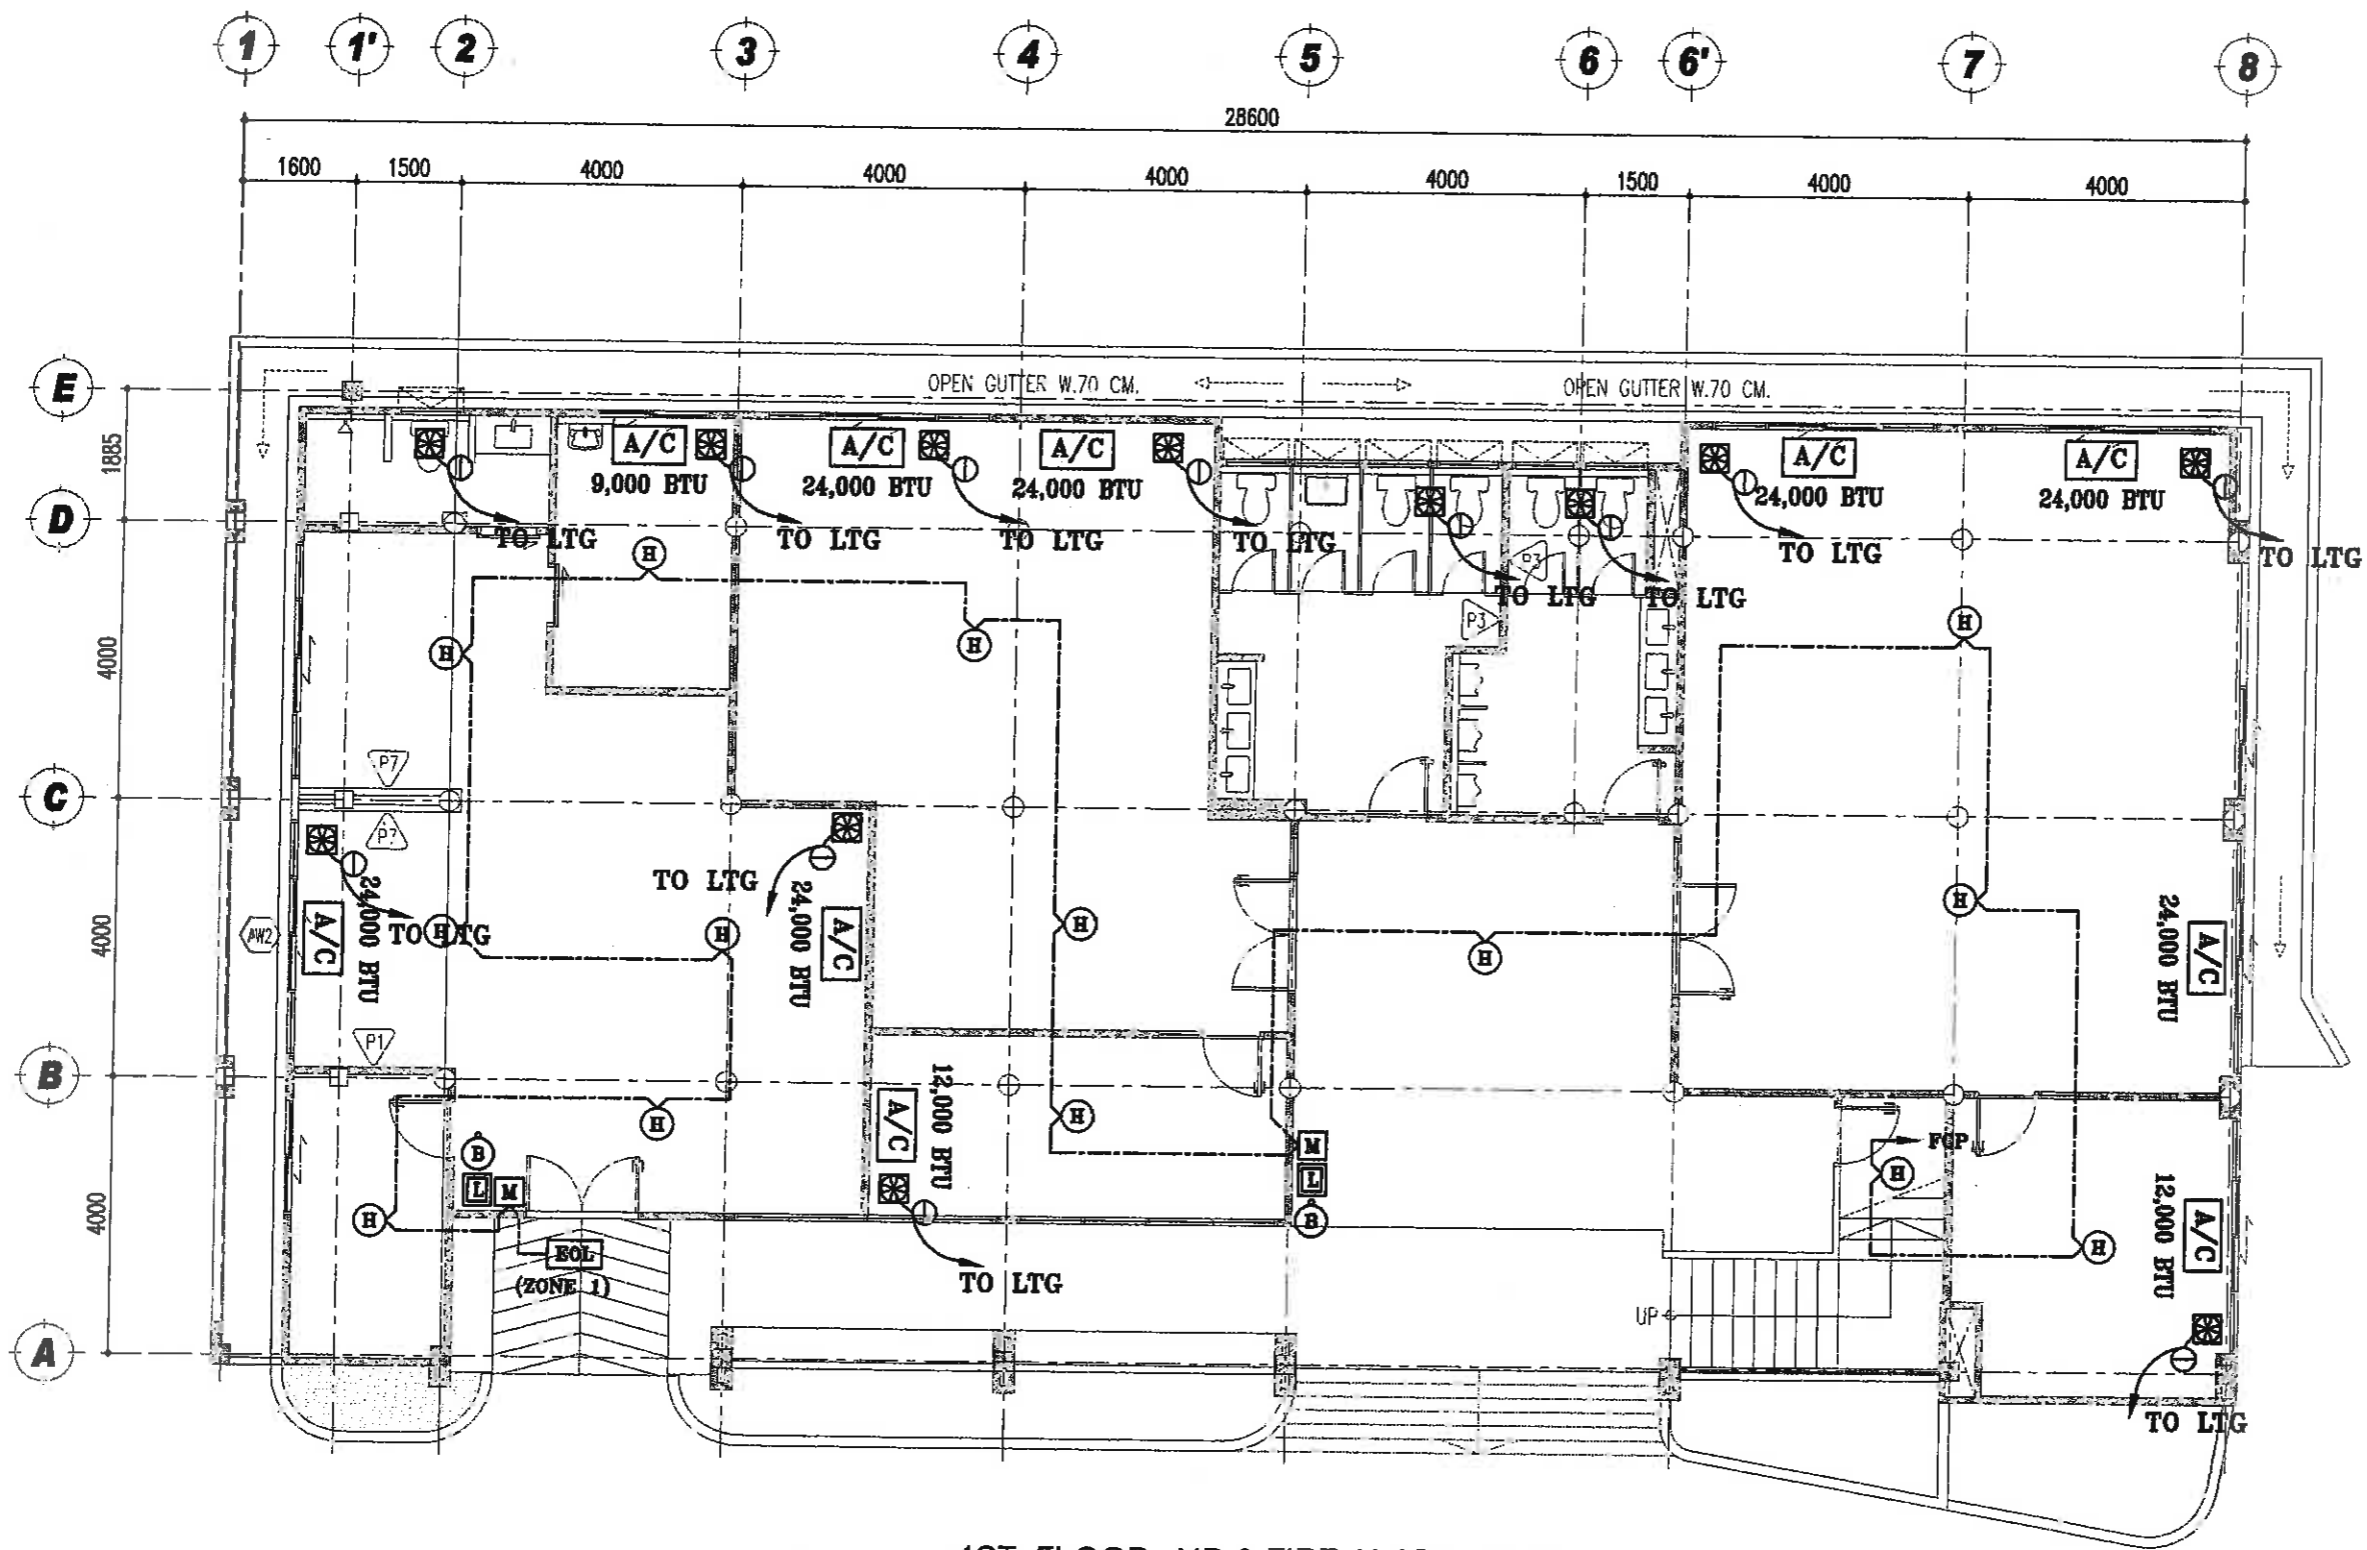 1 1' 2 3 4 5 6 6' 7 8
28600
1600 1500 4000 4000 4000 4000 1500 4000 4000
E
OPEN GUTTER W.70 CM. OPEN GUTTER W.70 CM.
1885
A/C A/C A/C A/C A/C
9,000 BTU 24,000 BTU 24,000 BTU 24,000 BTU 24,000 BTU
D
TO LTG TO LTG TO LTG TO LTG TO LTG TO LTG
H
P3
TO LTG TO LTG
P3
H H H
4000
P7
C
P7
TO LTG
24,000 BTU
A/C
24,000 BTU
A/C
24,000 BTU
A/C
H H
AW2
TO LTG
H H
H
4000
P1
B
12,000 BTU
A/C
H H
B M FCP
L M L H
H B
12,000 BTU
A/C
H
4000
EOL
(ZONE 1)
TO LTG
UP
A
TO LTG